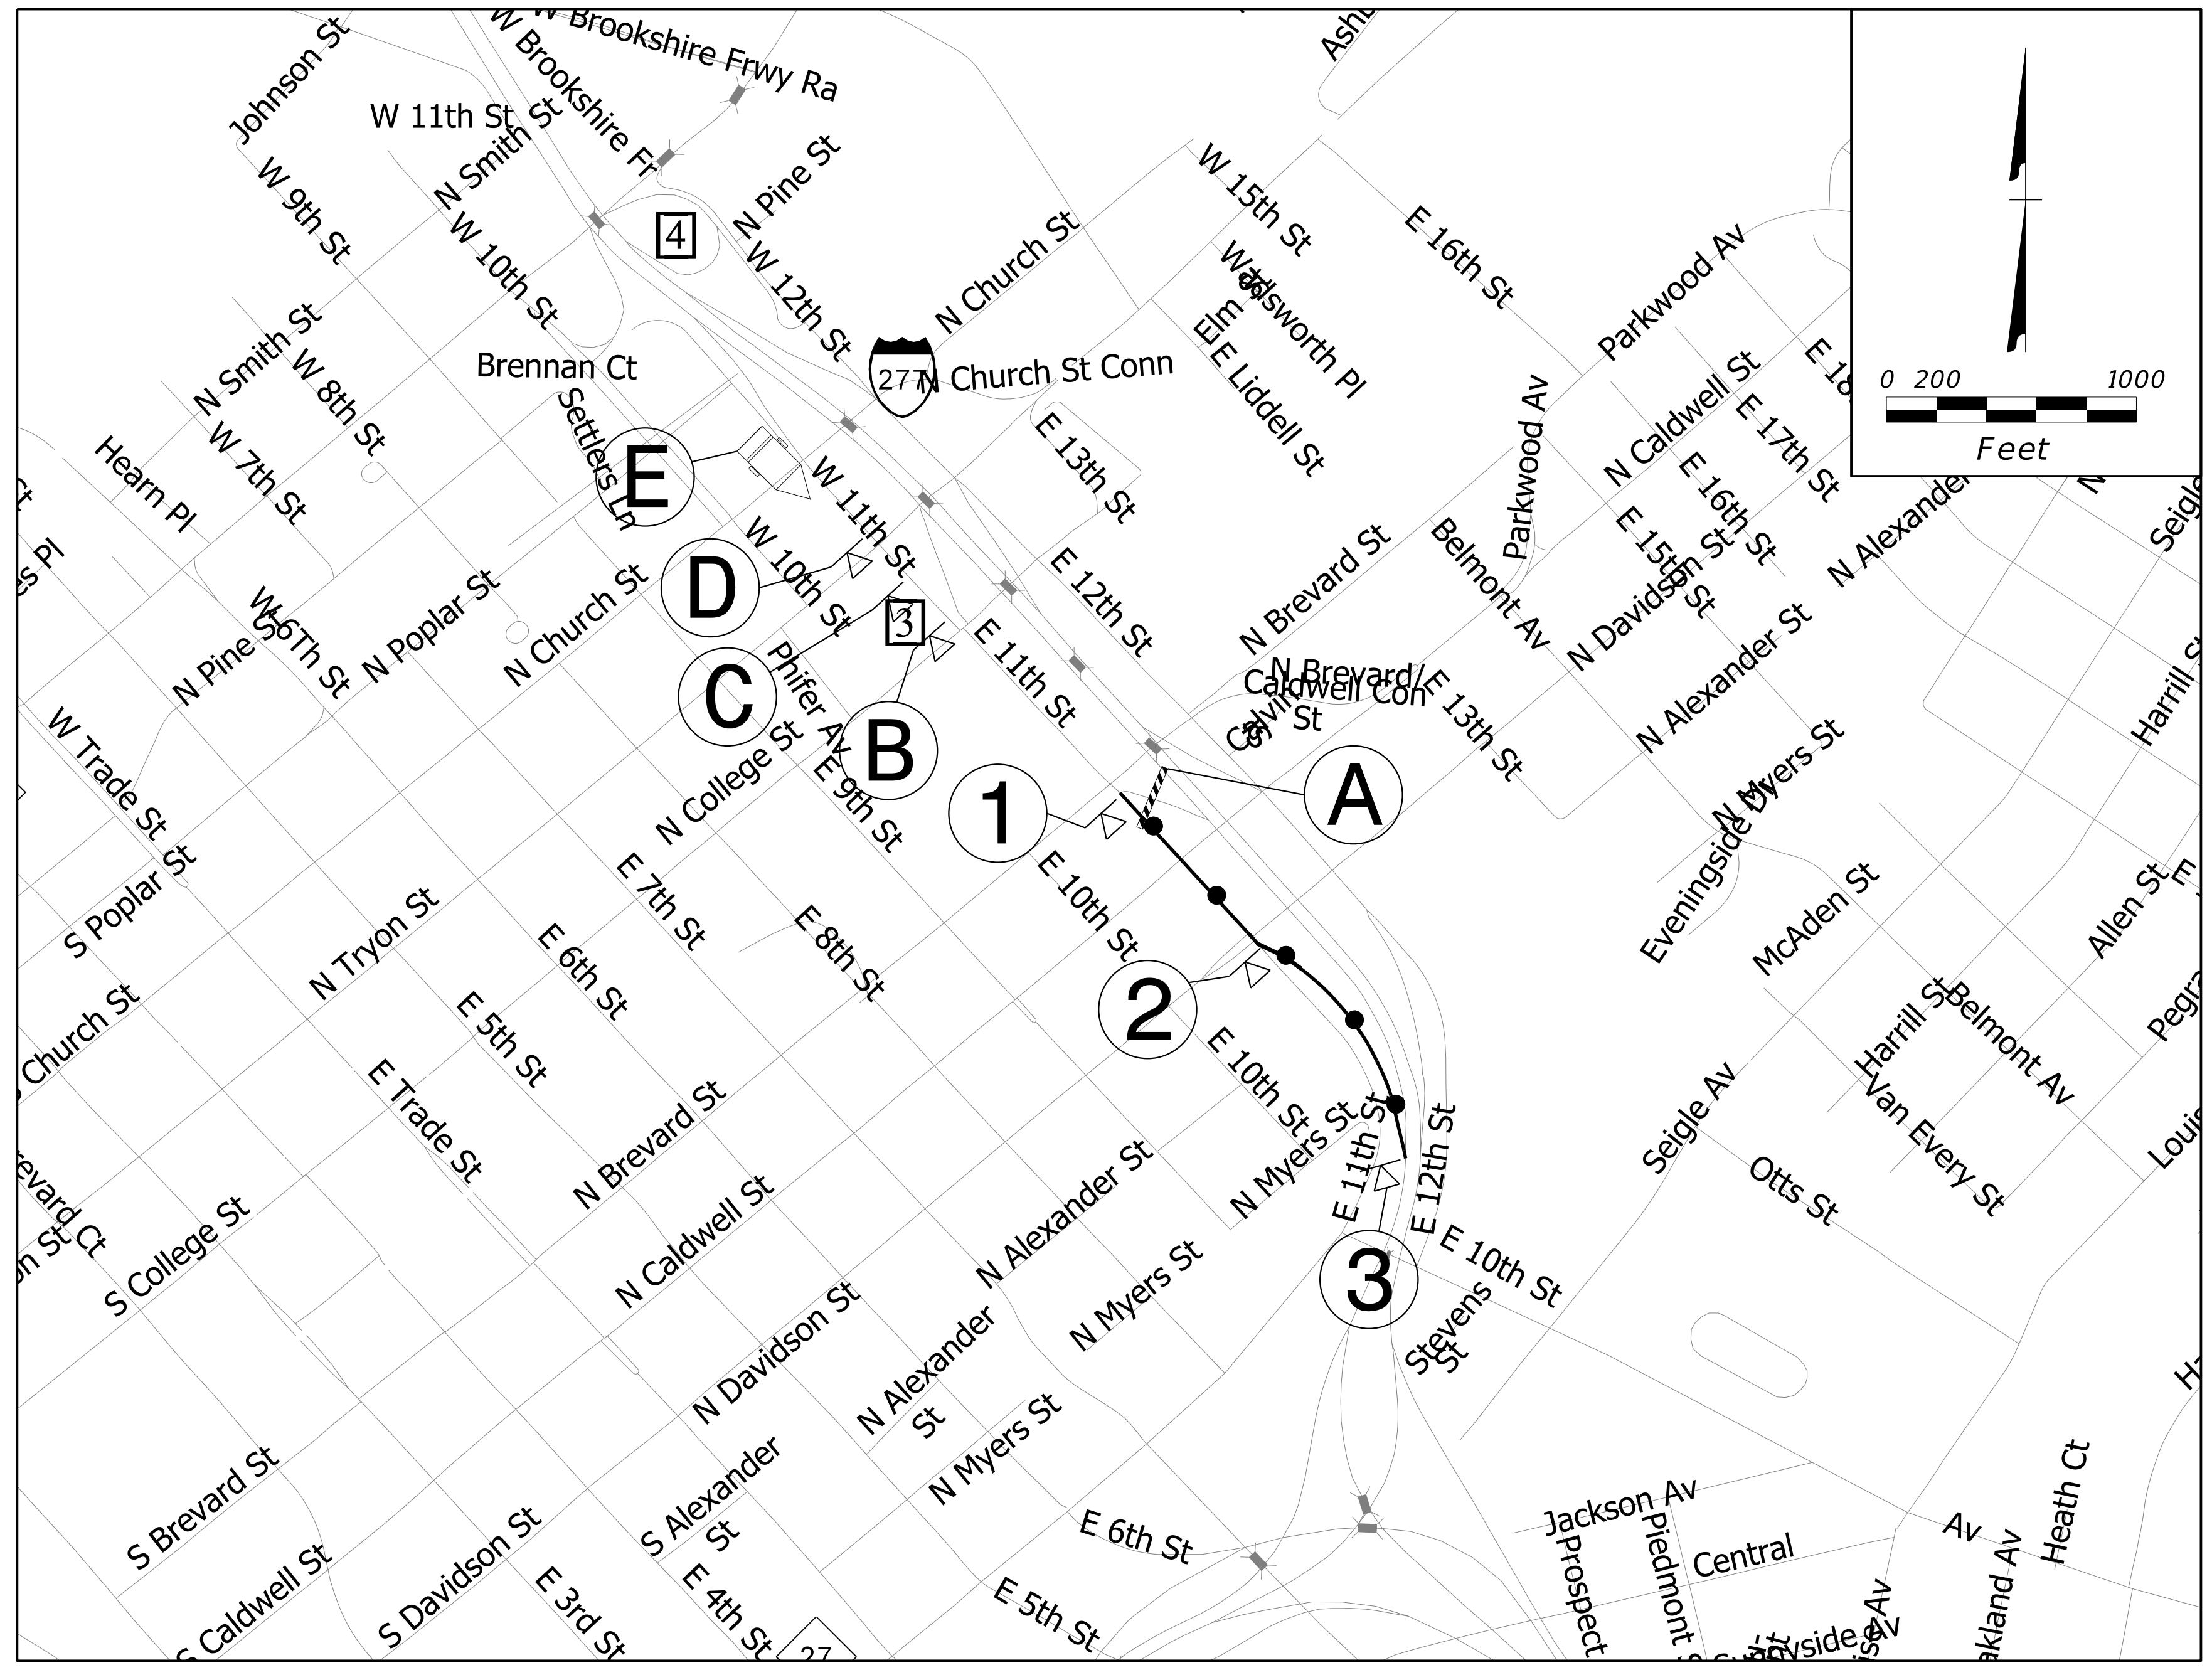 Johnson St
W Brookshire Frwy Ra
W Brookshire Fr
W 11th St
N Smith St
W 9th St
W 10th St
N Pine St
4
W 12th St
277
N Church St
N Church St Conn
W 15th St
Wadsworth Pl
Elm
E Liddell St
E 16th St
Parkwood Av
N Caldwell St
E 17th St
0 200 1000
Feet
N Smith St
W 8th St
Brennan Ct
Settlers Ln
W 7th St
Hearn Pl
E
W 11th St
E 13th St
Parkwood Av
E 16th St
E 15th St
N Alexander
D
W 10th St
3
E 12th St
N Brevard St
Belmont Av
N Davidson St
N Alexander St
W 6Th St
N Pine St
N Poplar St
N Church St
C
Phifer Av
B
E 11th St
N Brevard/
Caldwell Con
St
E 13th St
Harrill St
N Myers St
W Trade St
N College St
E 9th St
1
A
Eveningside Dr
McAden St
Allen St
E
S Poplar St
N Tryon St
E 7th St
E 8th St
E 10th St
E 6th St
2
Harrill St
Belmont Av
S Church St
E 5th St
E Trade St
N Brevard St
E 10th St
N Myers St
E 11th St
E 12th St
Seigle Av
Van Every St
Otts St
S College St
N Caldwell St
N Alexander St
N Myers St
3
E 10th St
Stevens
St
N Davidson St
N Alexander
St
N Myers St
S Brevard St
S Alexander
St
E 6th St
Jackson Av
Piedmont
Prospect
Central
Av
Heath Ct
S Caldwell St
S Davidson St
E 3rd St
E 4th St
E 5th St
27